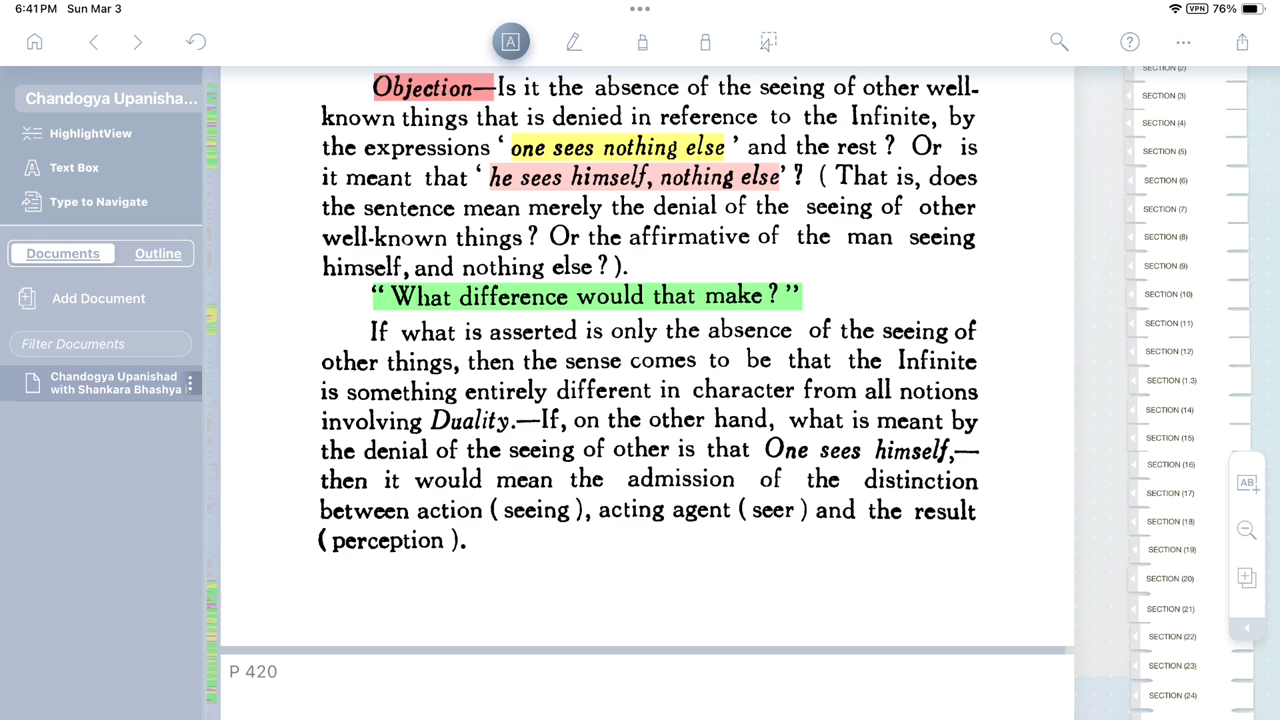 6:41 PM Sun Mar 3
VPN 76%
A
Chandogya Upanisha...
HighlightView
Text Box
Type to Navigate
Documents Outline
Add Document
Filter Documents
Chandogya Upanishad
with Shankara Bhashya
Objection—Is it the absence of the seeing of other well-
known things that is denied in reference to the Infinite, by
the expressions ‘ one sees nothing else ’ and the rest ? Or is
it meant that ‘ he sees himself, nothing else’ ? ( That is, does
the sentence mean merely the denial of the seeing of other
well-known things ? Or the affirmative of the man seeing
himself, and nothing else ? ).
“ What difference would that make ? ”
If what is asserted is only the absence of the seeing of
other things, then the sense comes to be that the Infinite
is something entirely different in character from all notions
involving Duality.—If, on the other hand, what is meant by
the denial of the seeing of other is that One sees himself,—
then it would mean the admission of the distinction
between action ( seeing ), acting agent ( seer ) and the result
( perception ).
P 420
SECTION (2)
SECTION (3)
SECTION (4)
SECTION (5)
SECTION (6)
SECTION (7)
SECTION (8)
SECTION (9)
SECTION (10)
SECTION (11)
SECTION (12)
SECTION (1.3)
SECTION (14)
SECTION (15)
SECTION (16)
SECTION (17)
SECTION (18)
SECTION (19)
SECTION (20)
SECTION (21)
SECTION (22)
SECTION (23)
SECTION (24)
AB